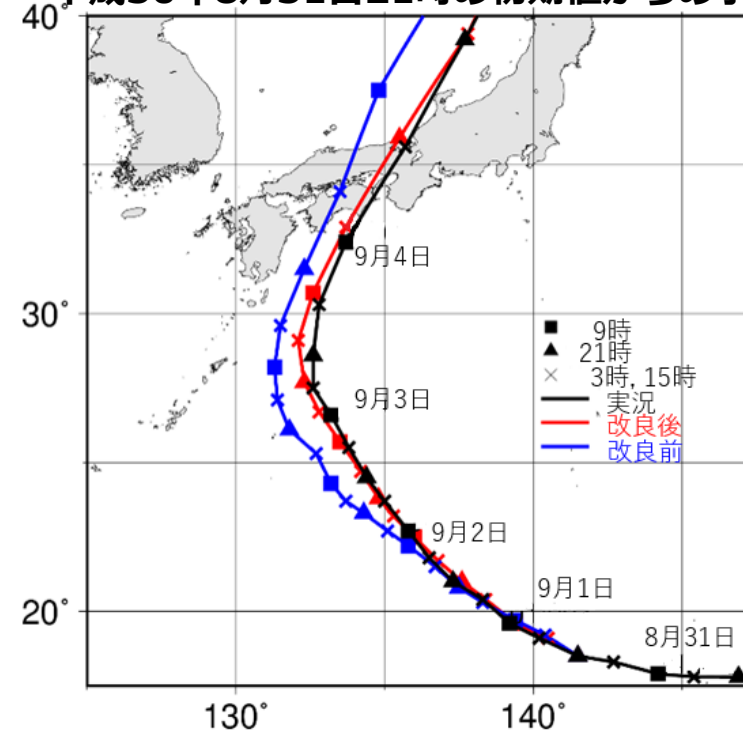 40°
9月4日
30°
9時
21時
3時, 15時
9月3日
実況
改良後
改良前
9月2日
9月1日
20°
8月31日
130°
140°